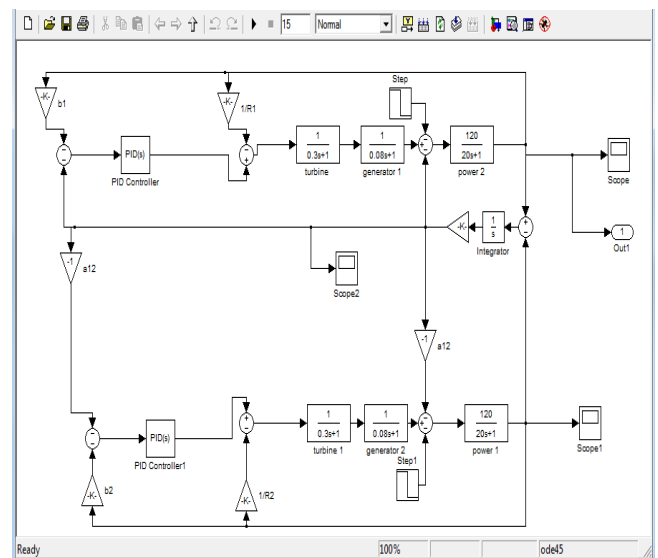 15 Normal
Step
-K- b1
-K- 1/R1
PID(s)
PID Controller
1
0.3s+1
turbine
1
0.08s+1
generator 1
120
20s+1
power 2
Scope
-K-
1
s
Integrator
1
Out1
-1 a12
Scope2
-1 a12
PID(s)
PID Controller1
1
0.3s+1
turbine 1
1
0.08s+1
generator 2
Step1
120
20s+1
power 1
Scope1
-K- b2
-K- 1/R2
Ready 100% ode45